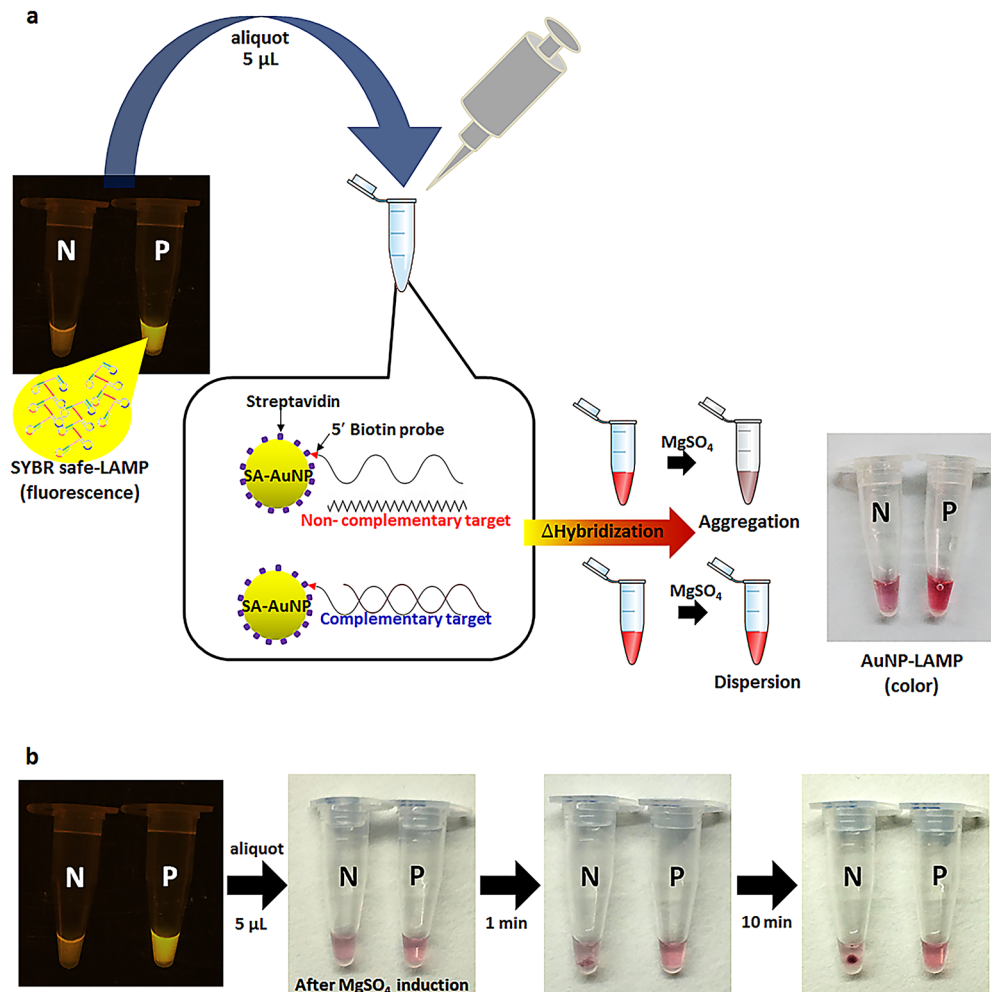 a
aliquot
5 µL
N
P
SYBR safe-LAMP
(fluorescence)
Streptavidin
5′ Biotin probe
SA-AuNP
Non- complementary target
SA-AuNP
Complementary target
ΔHybridization
MgSO₄
Aggregation
MgSO₄
Dispersion
N
P
AuNP-LAMP
(color)
b
N
P
aliquot
5 µL
N
P
After MgSO₄ induction
1 min
N
P
10 min
N
P